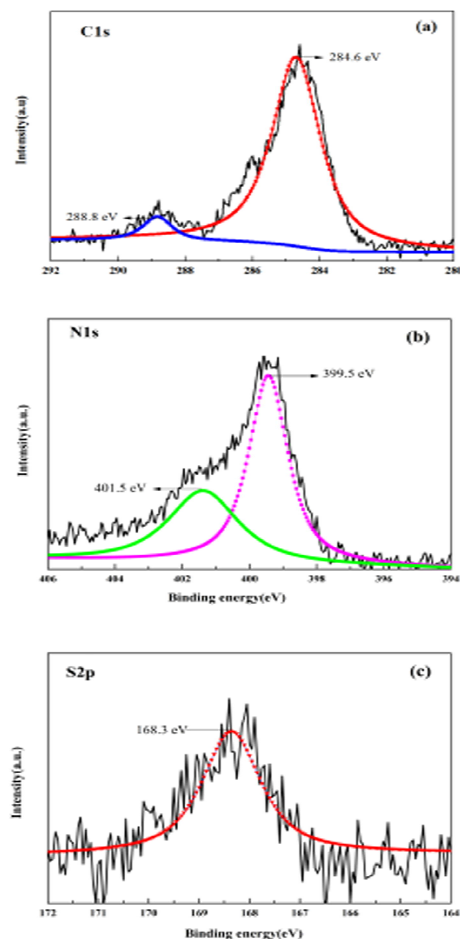 C1s
(a)
284.6 eV
288.8 eV
Intensity(a.u)
292 290 288 286 284 282 280
N1s
(b)
399.5 eV
401.5 eV
Intensity(a.u.)
406 404 402 400 398 396 394
Binding energy(eV)
S2p
(c)
168.3 eV
Intensity(a.u.)
172 171 170 169 168 167 166 165 164
Binding energy(eV)